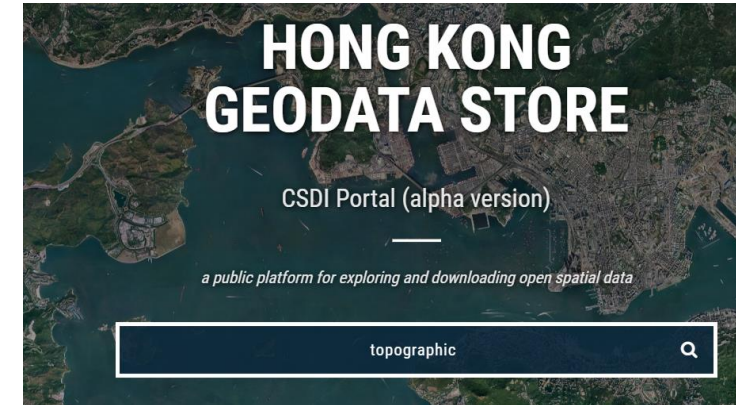 HONG KONG
GEODATA STORE
CSDI Portal (alpha version)
a public platform for exploring and downloading open spatial data
topographic